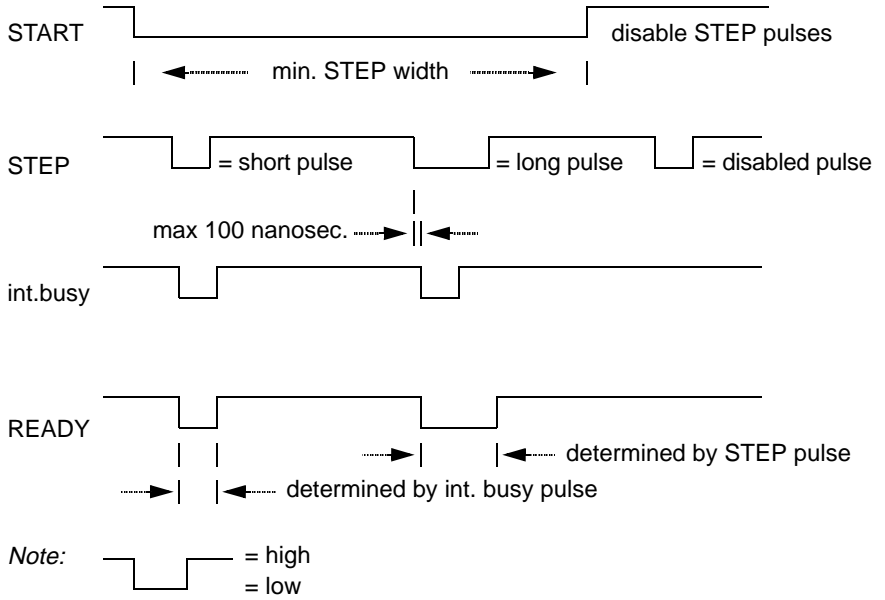 START
disable STEP pulses
min. STEP width
STEP
= short pulse
= long pulse
= disabled pulse
max 100 nanosec.
int.busy
READY
determined by STEP pulse
determined by int. busy pulse
Note:
= high
= low